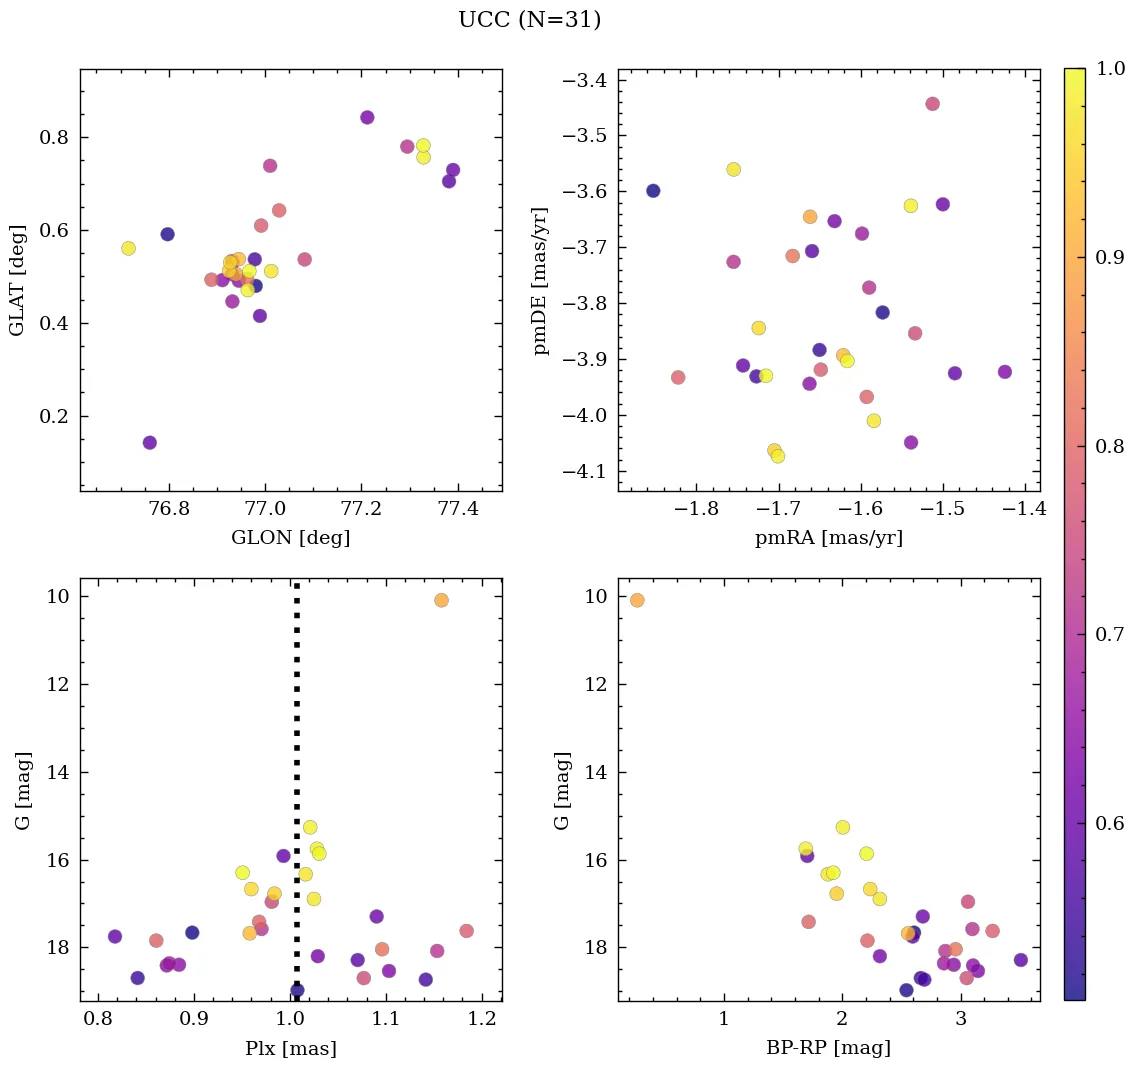 UCC (N=31)
0.8
0.6
0.4
0.2
GLAT [deg]
76.8 77.0 77.2 77.4
GLON [deg]
−3.4
−3.5
−3.6
−3.7
−3.8
−3.9
−4.0
−4.1
pmDE [mas/yr]
−1.8 −1.7 −1.6 −1.5 −1.4
pmRA [mas/yr]
10
12
14
16
18
G [mag]
0.8 0.9 1.0 1.1 1.2
Plx [mas]
10
12
14
16
18
G [mag]
1 2 3
BP-RP [mag]
1.0
0.9
0.8
0.7
0.6